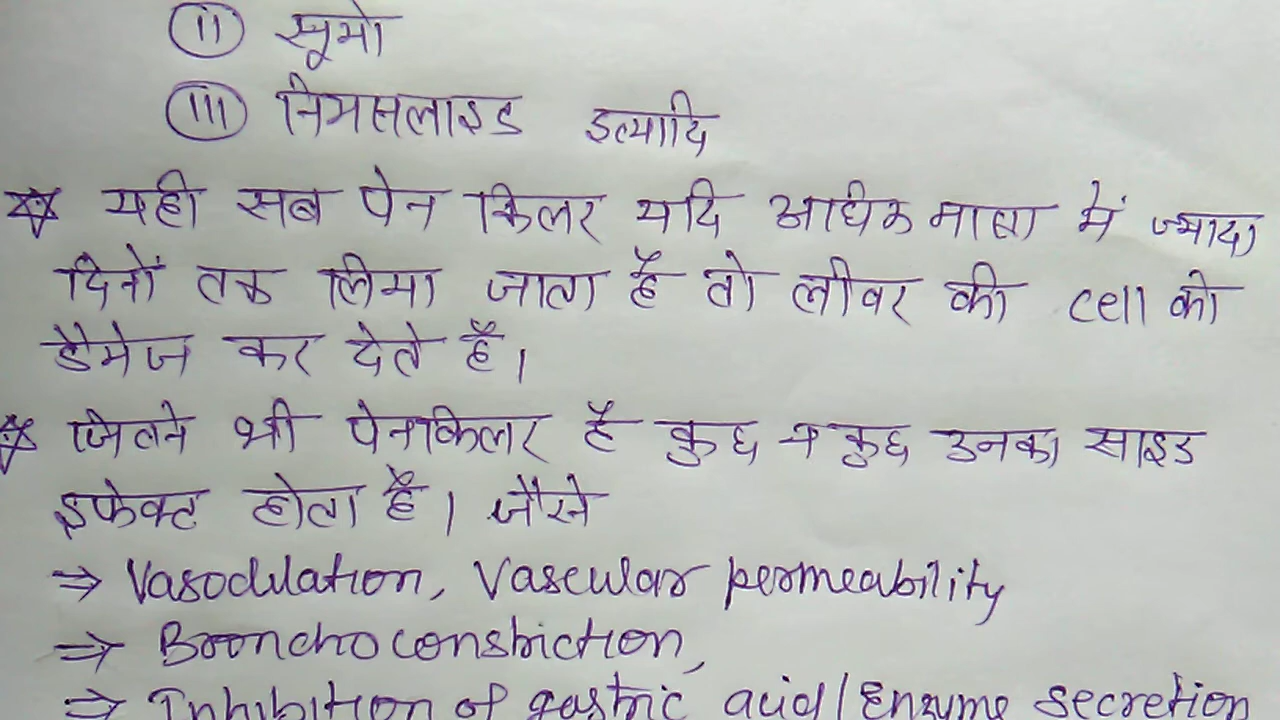 (ii) सूमो
(iii) निमसलाइड इत्यादि
☆ यही सब पेन किलर यदि अधिक मात्रा में ज्यादा
दिनों तक लिया जाता है तो लीवर की cell को
डैमेज कर देते है।
☆ जितने भी पेनकिलर है कुछ न कुछ उनका साइड
इफेक्ट होता है। जैसे
⇒ Vasodilation, Vascular permeability
⇒ Bronchoconstriction,
⇒ Inhibition of gastric acid/Enzyme secretion